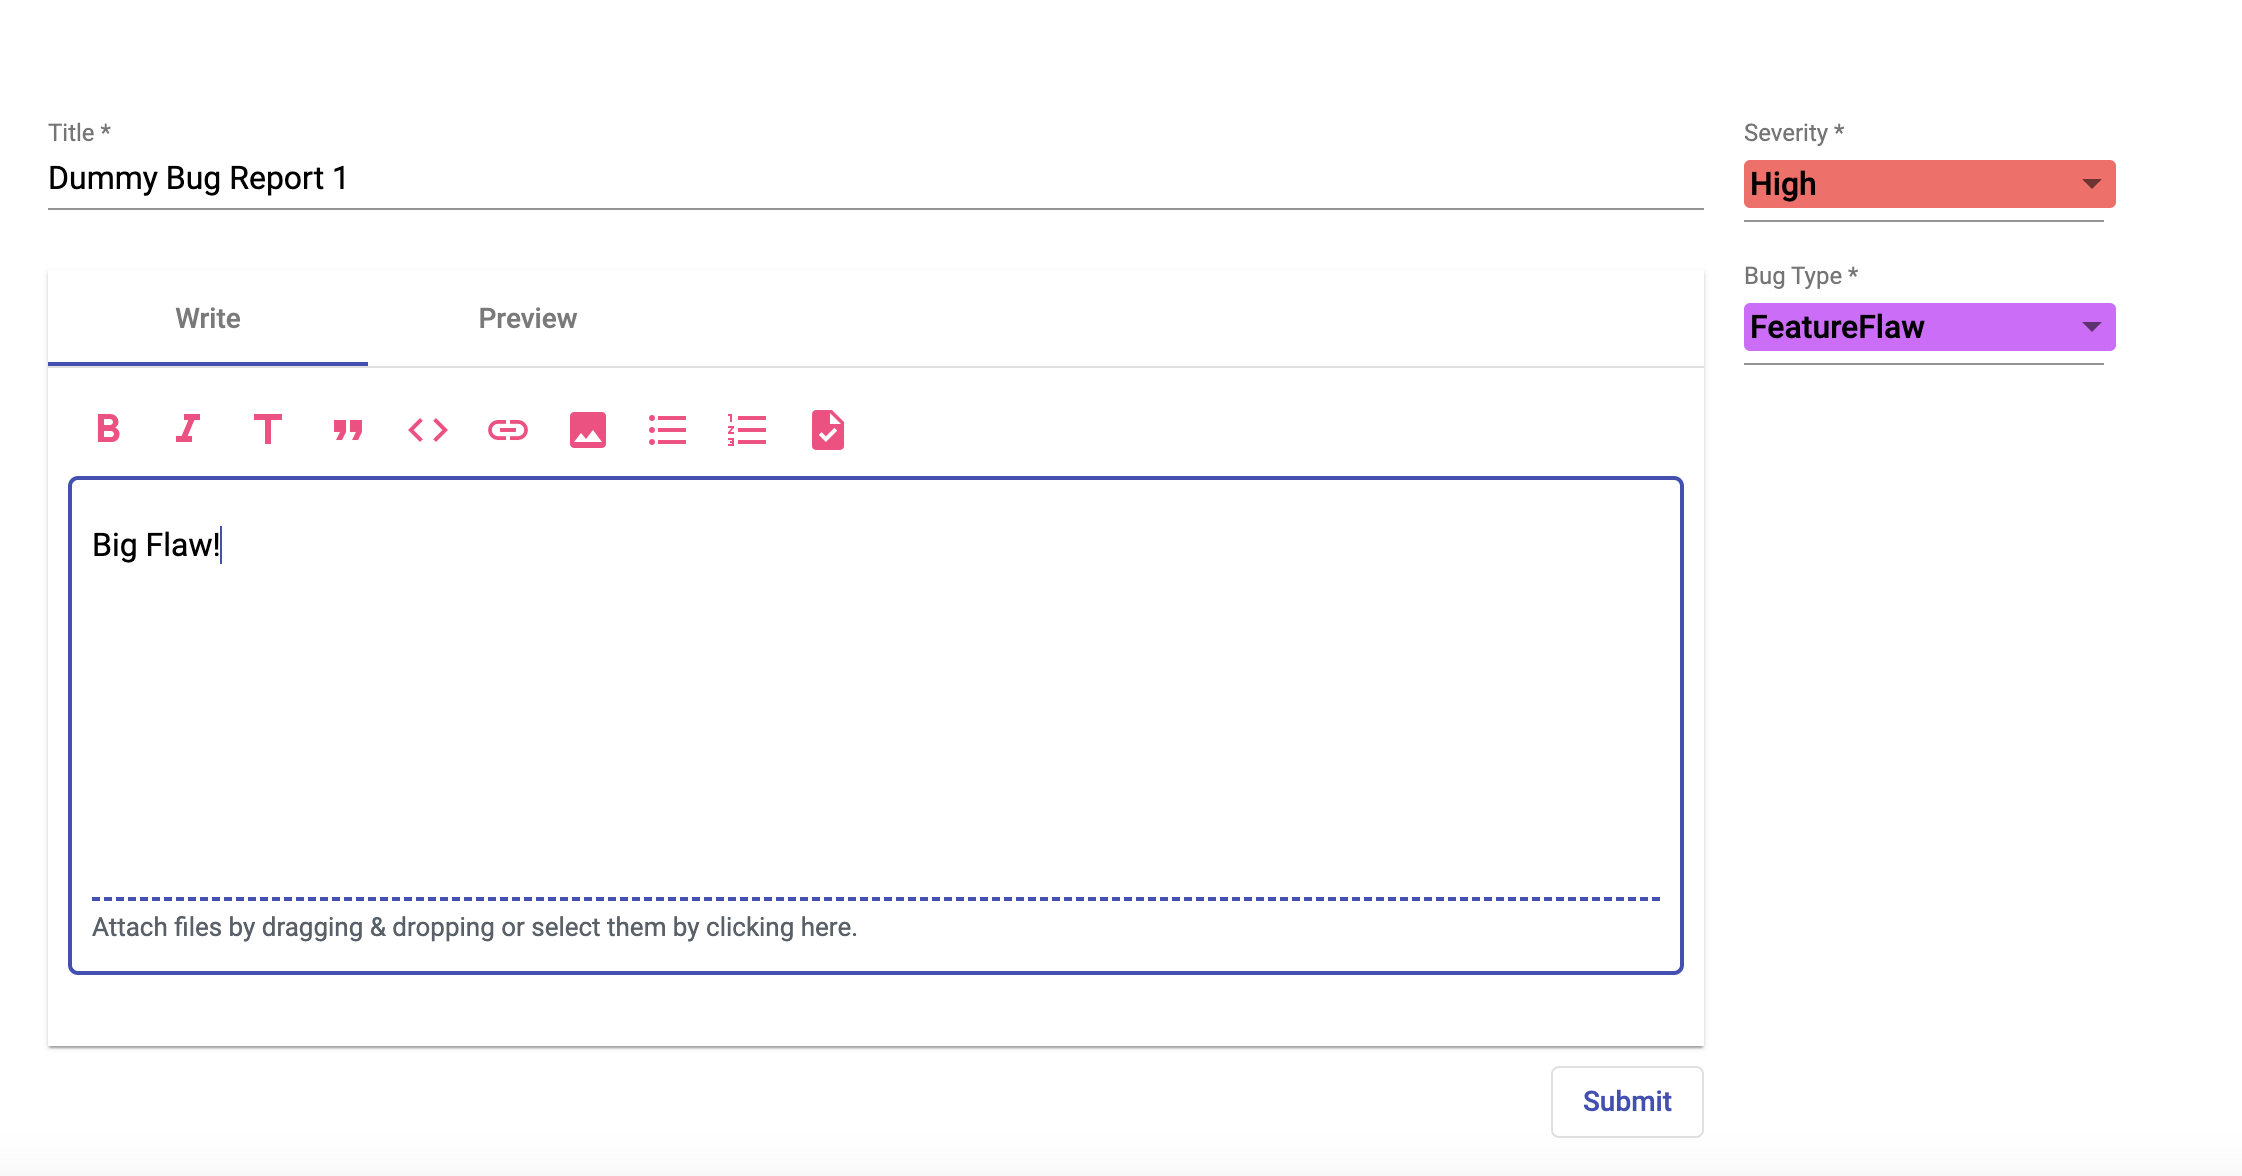 Title *
Dummy Bug Report 1
Severity *
High
Bug Type *
FeatureFlaw
Write
Preview
Big Flaw!
Attach files by dragging & dropping or select them by clicking here.
Submit